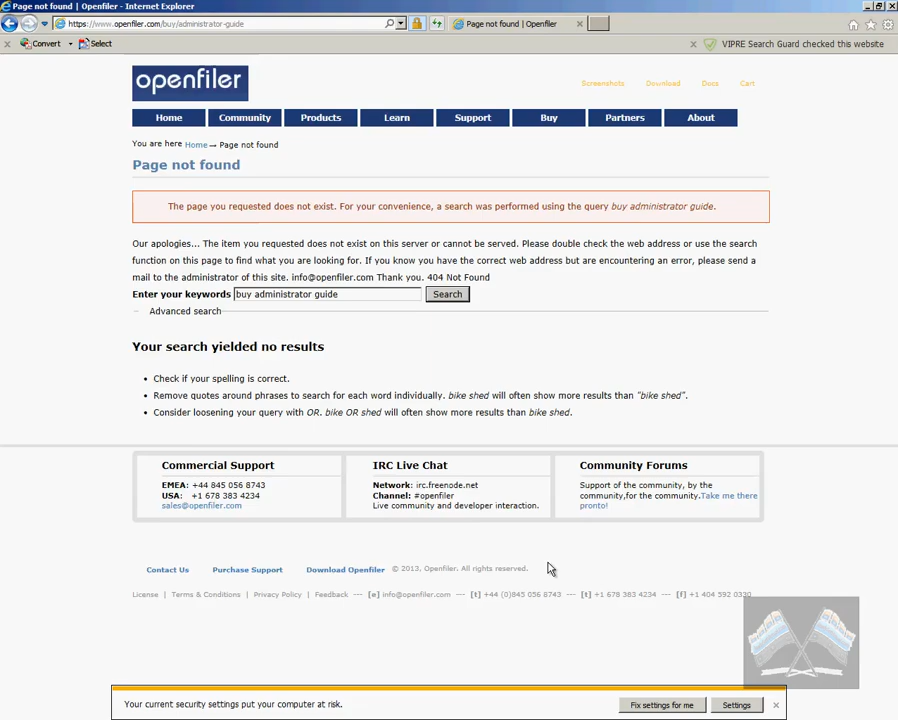 Page not found | Openfiler - Internet Explorer
https://www.openfiler.com/buy/administrator-guide
Page not found | Openfiler
Convert
Select
VIPRE Search Guard checked this website
openfiler
Screenshots Download Docs Cart
Home Community Products Learn Support Buy Partners About
You are here Home → Page not found
Page not found
The page you requested does not exist. For your convenience, a search was performed using the query buy administrator guide.
Our apologies... The item you requested does not exist on this server or cannot be served. Please double check the web address or use the search
function on this page to find what you are looking for. If you know you have the correct web address but are encountering an error, please send a
mail to the administrator of this site. info@openfiler.com Thank you. 404 Not Found
Enter your keywords buy administrator guide Search
Advanced search
Your search yielded no results
• Check if your spelling is correct.
• Remove quotes around phrases to search for each word individually. bike shed will often show more results than "bike shed".
• Consider loosening your query with OR. bike OR shed will often show more results than bike shed.
Commercial Support
EMEA: +44 845 056 8743
USA: +1 678 383 4234
sales@openfiler.com
IRC Live Chat
Network: irc.freenode.net
Channel: #openfiler
Live community and developer interaction.
Community Forums
Support of the community, by the
community,for the community.Take me there
pronto!
Contact Us Purchase Support Download Openfiler © 2013, Openfiler. All rights reserved.
License | Terms & Conditions | Privacy Policy | Feedback --- [e] info@openfiler.com --- [t] +44 (0)845 056 8743 --- [t] +1 678 383 4234 --- [f] +1 404 592 0330
Your current security settings put your computer at risk.
Fix settings for me
Settings